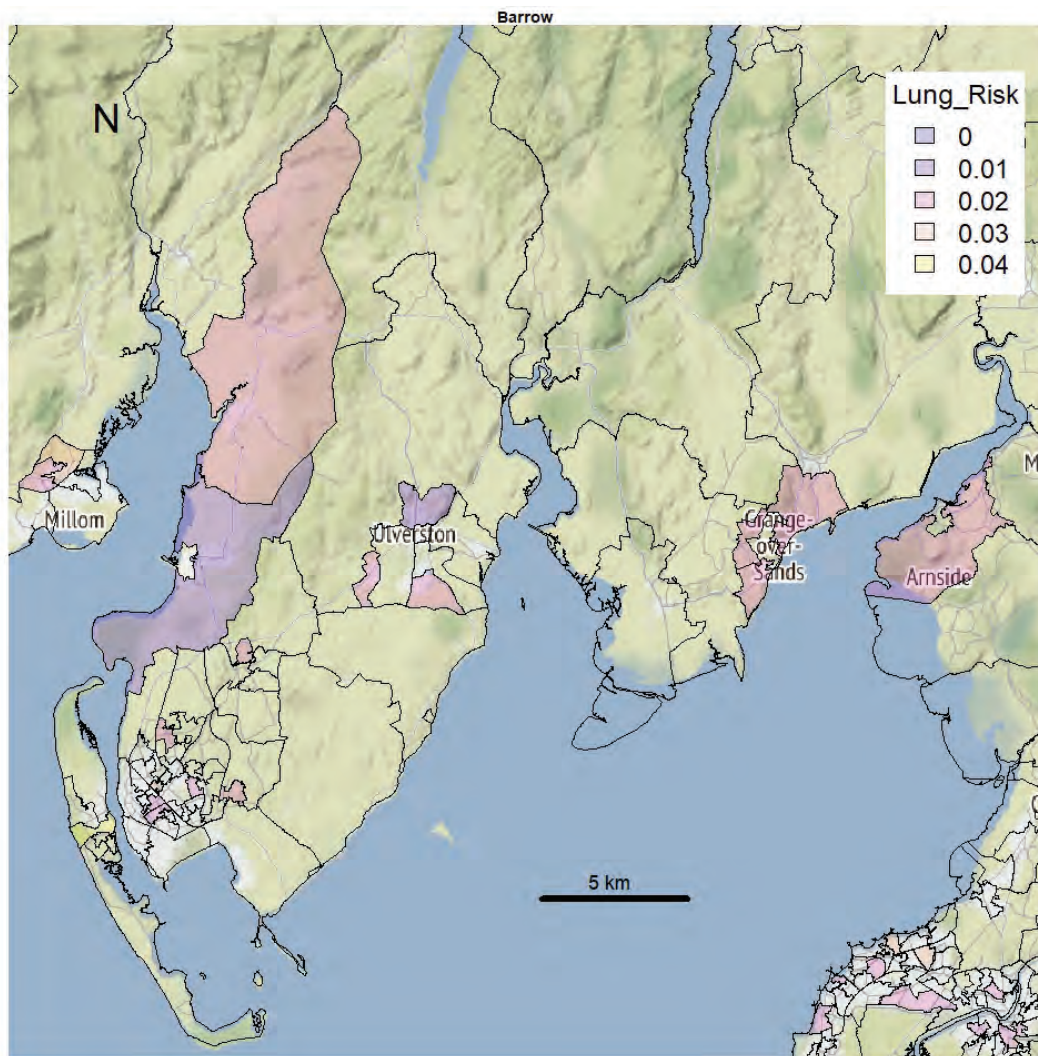 Barrow
N
Lung_Risk
0
0.01
0.02
0.03
0.04
Millom
Ulverston
Grange-
over-
Sands
Arnside
5 km